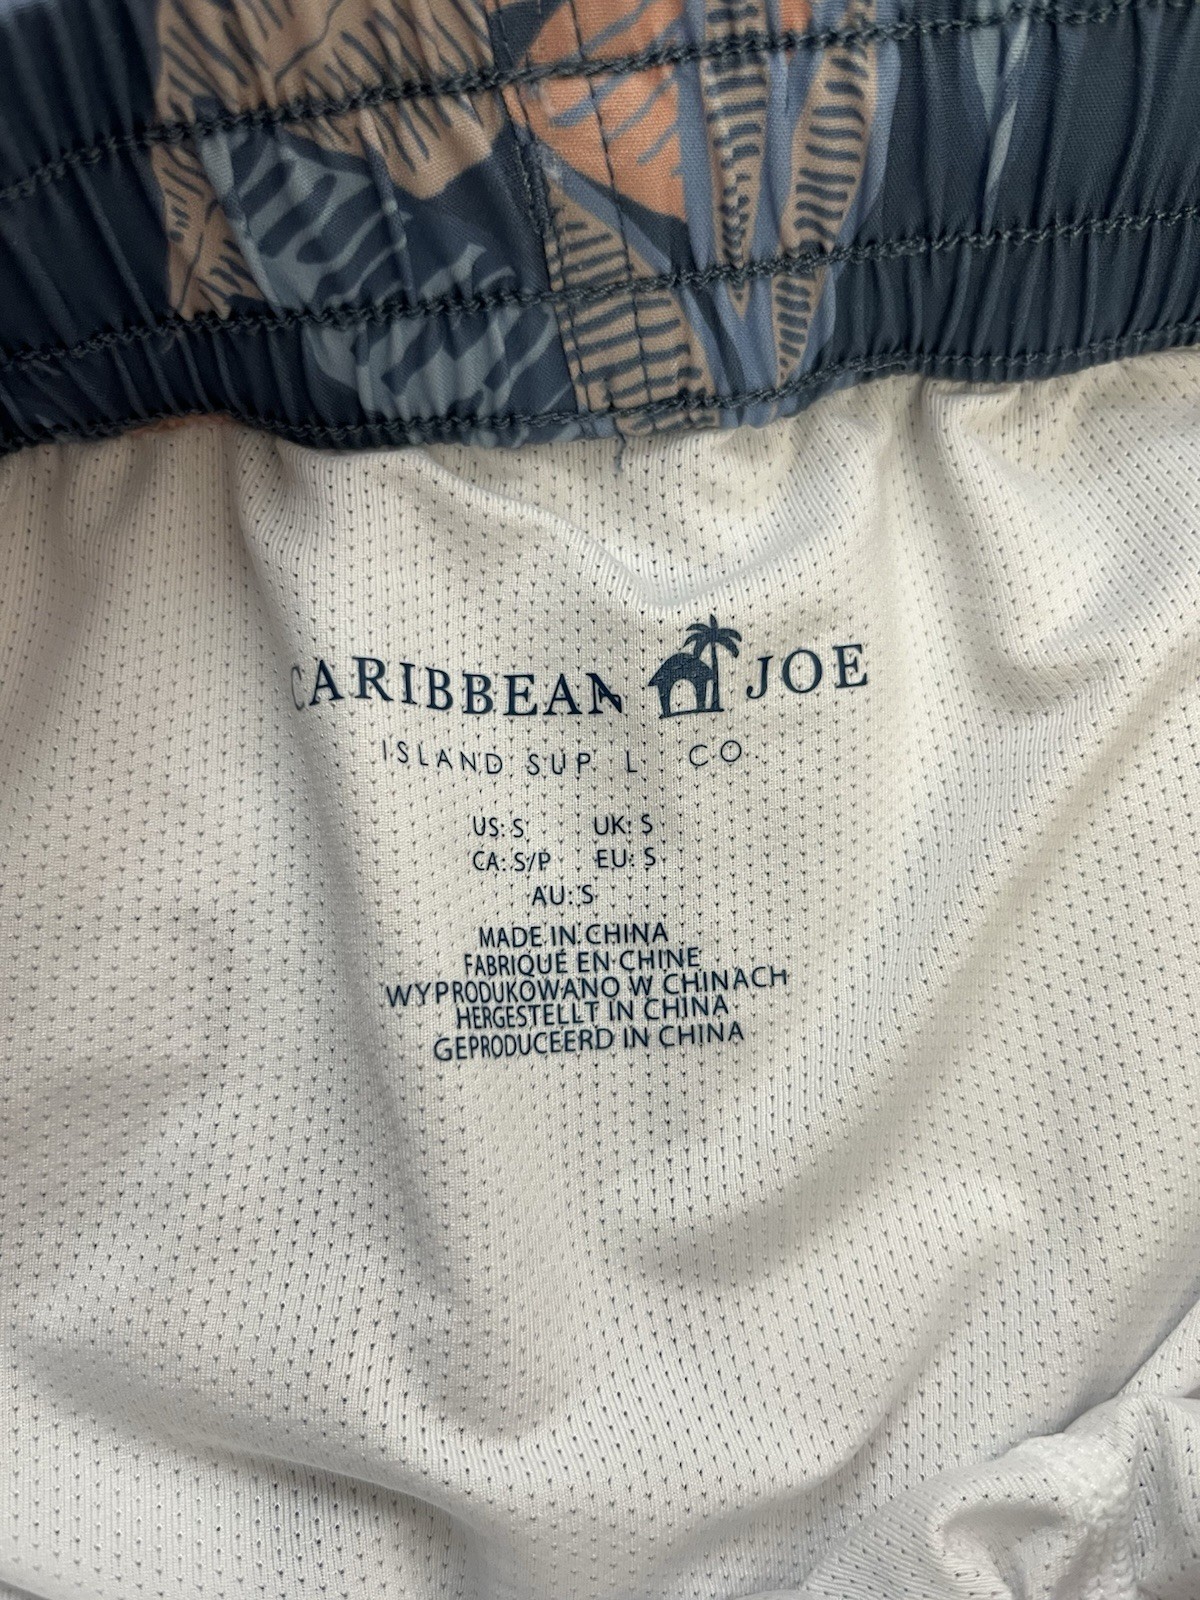 CARIBBEAN JOE
ISLAND SUP L CO.
US: S UK: S
CA: S/P EU: S
AU: S
MADE IN CHINA
FABRIQUÉ EN CHINE
WYPRODUKOWANO W CHINACH
HERGESTELLT IN CHINA
GEPRODUCEERD IN CHINA